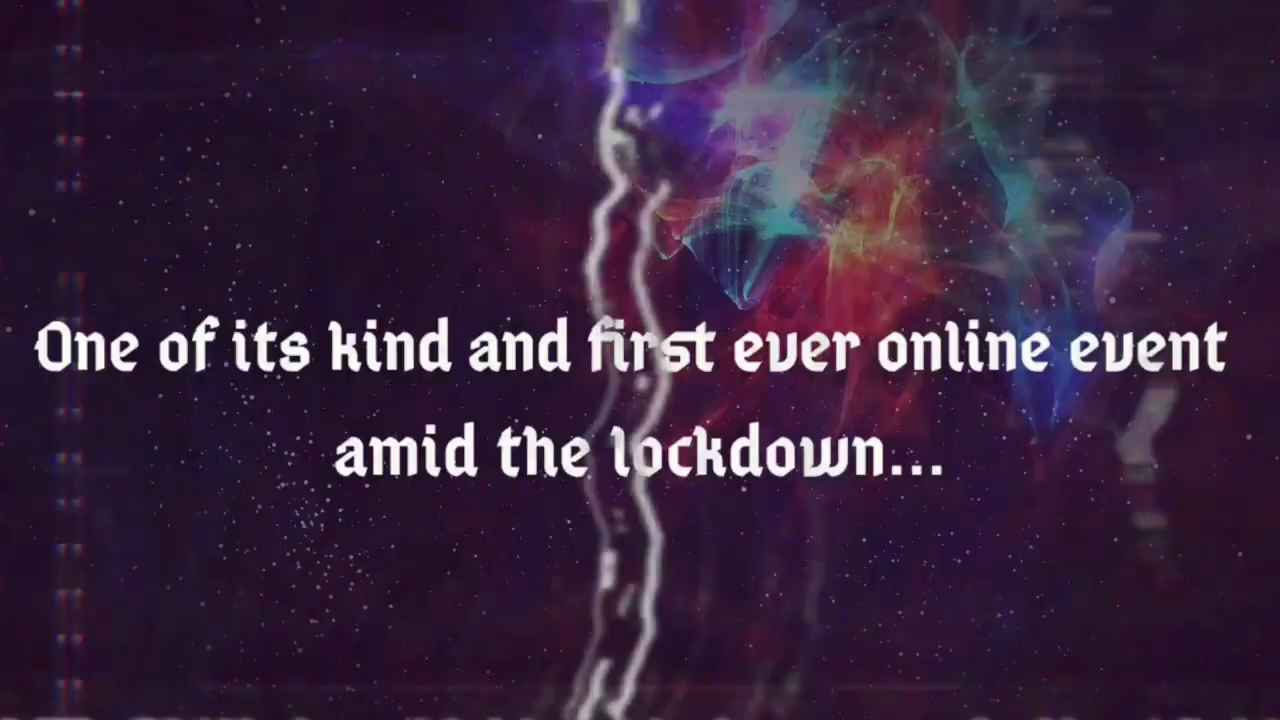 One of its kind and first ever online event
amid the lockdown...